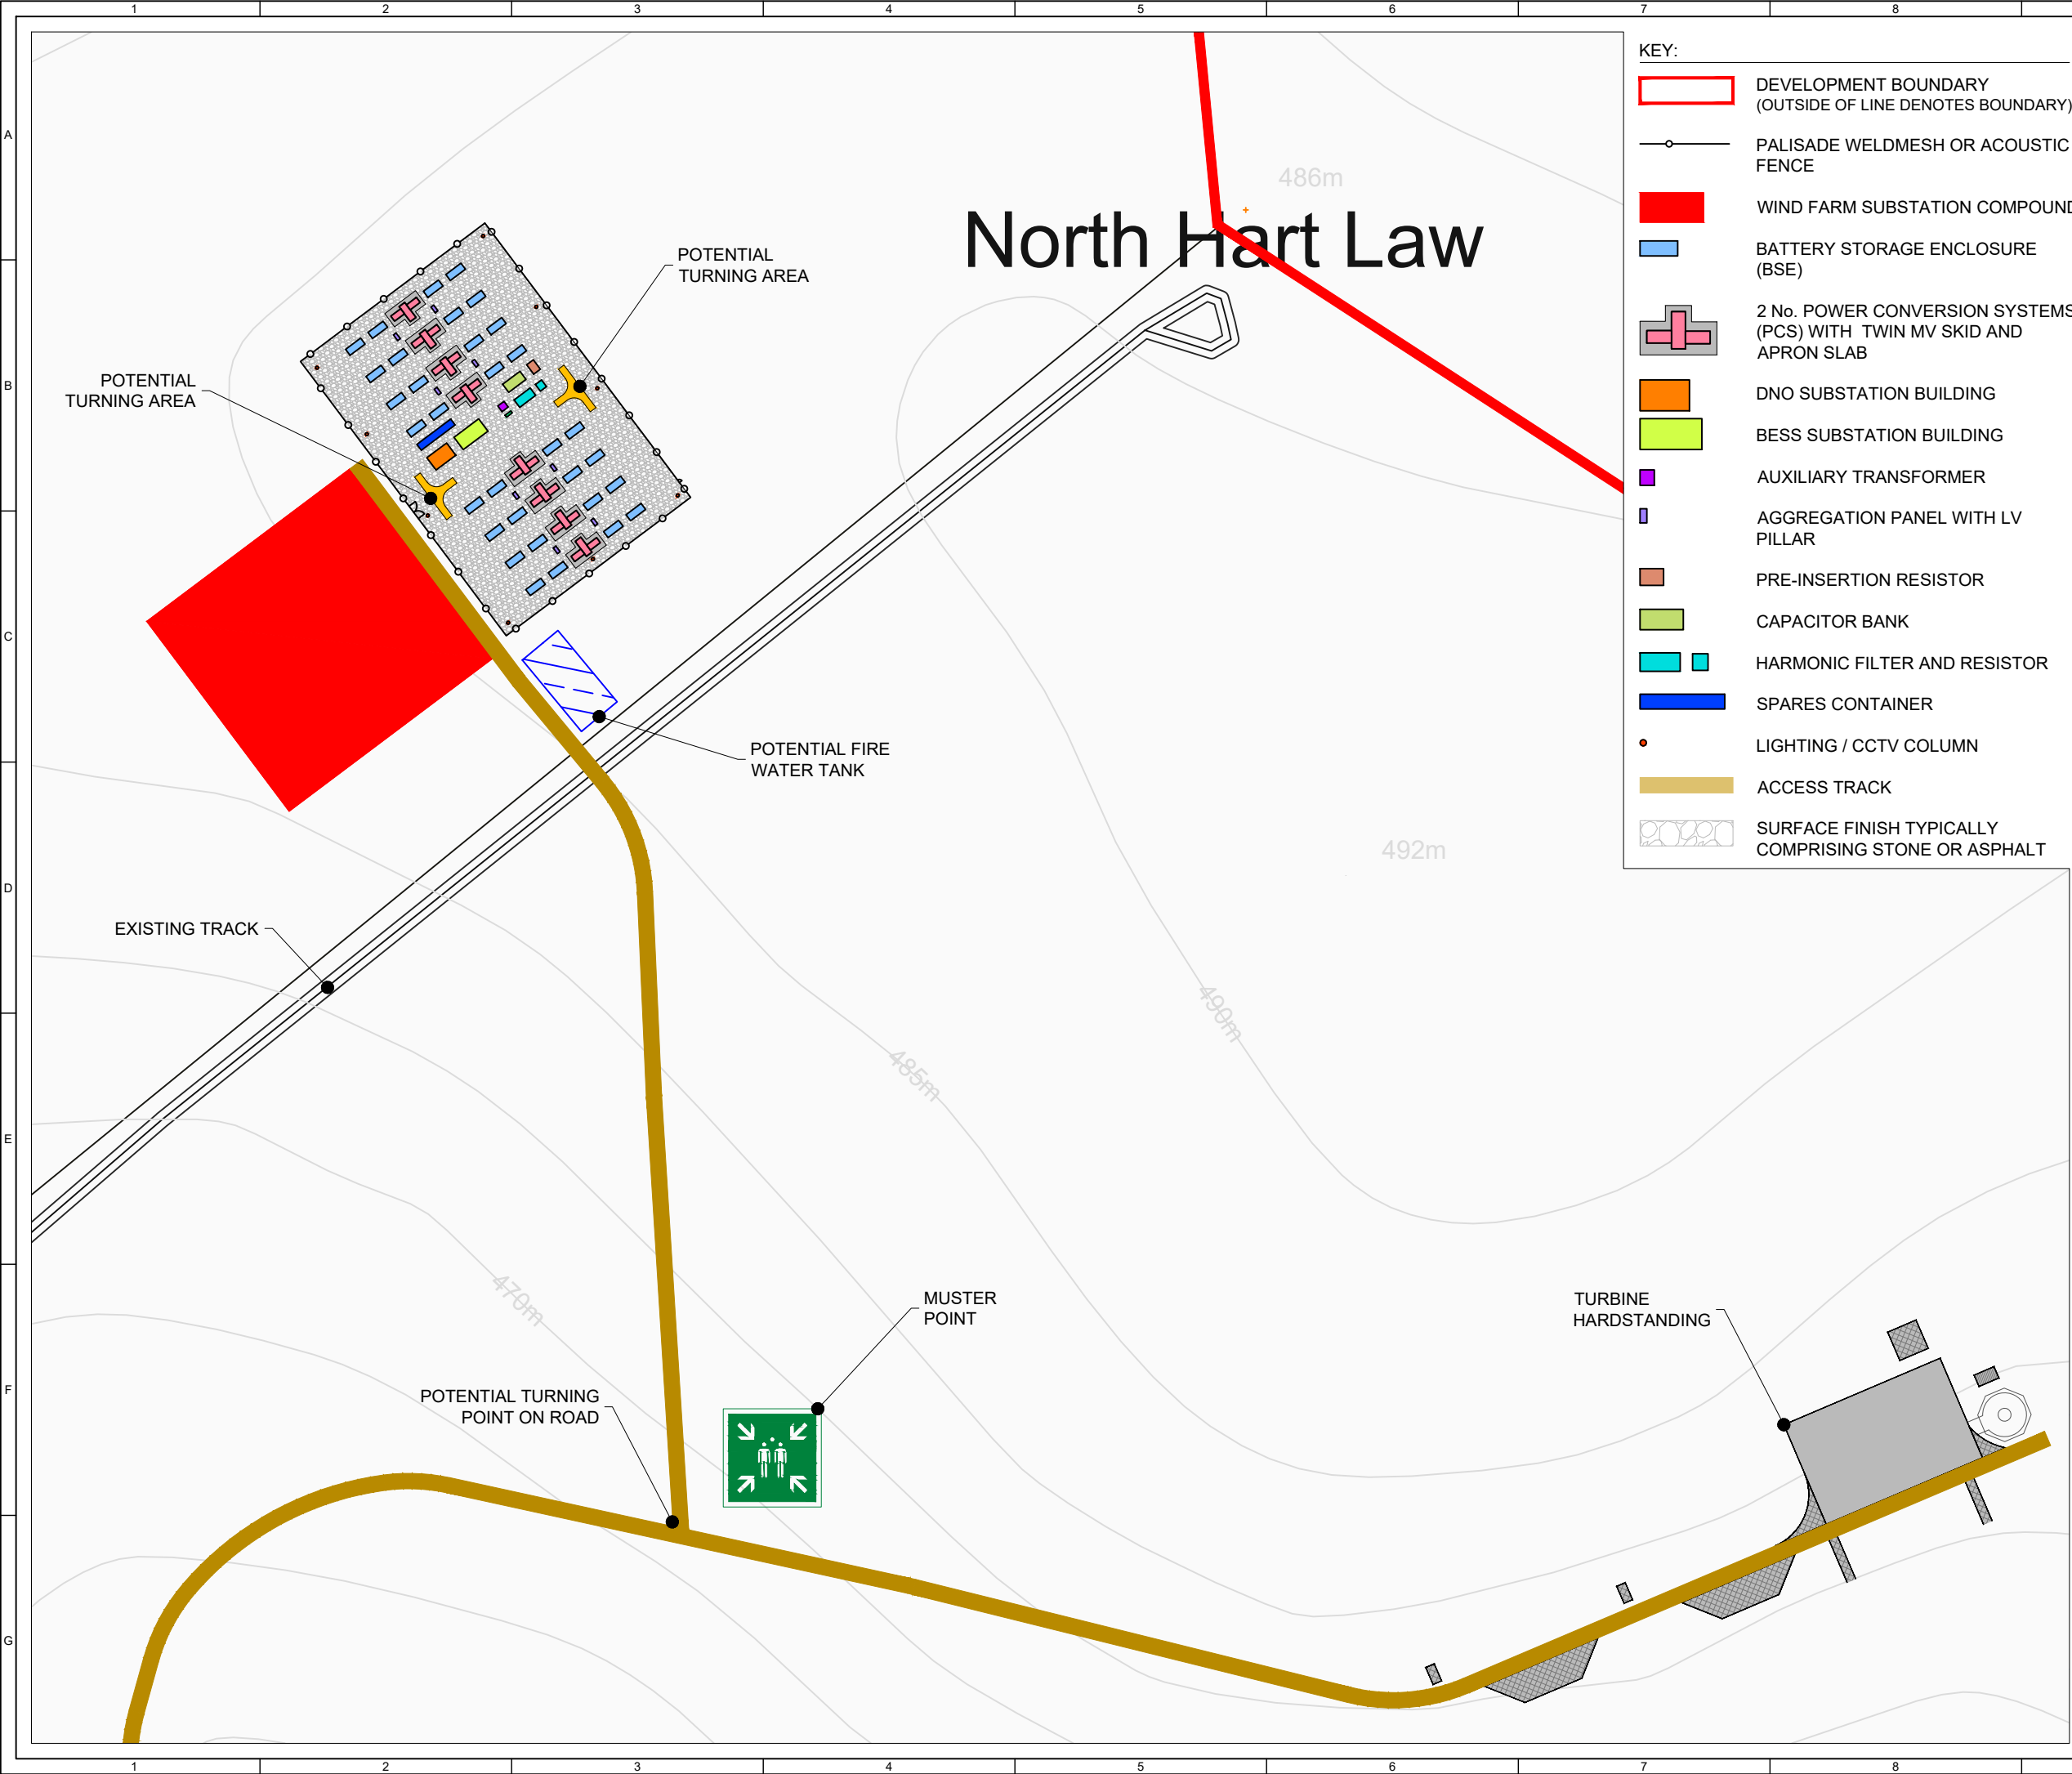 1 2 3 4 5 6 7 8
A
B
C
D
E
F
G
KEY:
DEVELOPMENT BOUNDARY
(OUTSIDE OF LINE DENOTES BOUNDARY)
PALISADE WELDMESH OR ACOUSTIC
FENCE
WIND FARM SUBSTATION COMPOUND
BATTERY STORAGE ENCLOSURE
(BSE)
2 No. POWER CONVERSION SYSTEMS
(PCS) WITH TWIN MV SKID AND
APRON SLAB
DNO SUBSTATION BUILDING
BESS SUBSTATION BUILDING
AUXILIARY TRANSFORMER
AGGREGATION PANEL WITH LV
PILLAR
PRE-INSERTION RESISTOR
CAPACITOR BANK
HARMONIC FILTER AND RESISTOR
SPARES CONTAINER
LIGHTING / CCTV COLUMN
ACCESS TRACK
SURFACE FINISH TYPICALLY
COMPRISING STONE OR ASPHALT
486m
North Hart Law
POTENTIAL
TURNING AREA
POTENTIAL
TURNING AREA
POTENTIAL FIRE
WATER TANK
492m
EXISTING TRACK
490m
485m
470m
MUSTER
POINT
TURBINE
HARDSTANDING
POTENTIAL TURNING
POINT ON ROAD
1 2 3 4 5 6 7 8